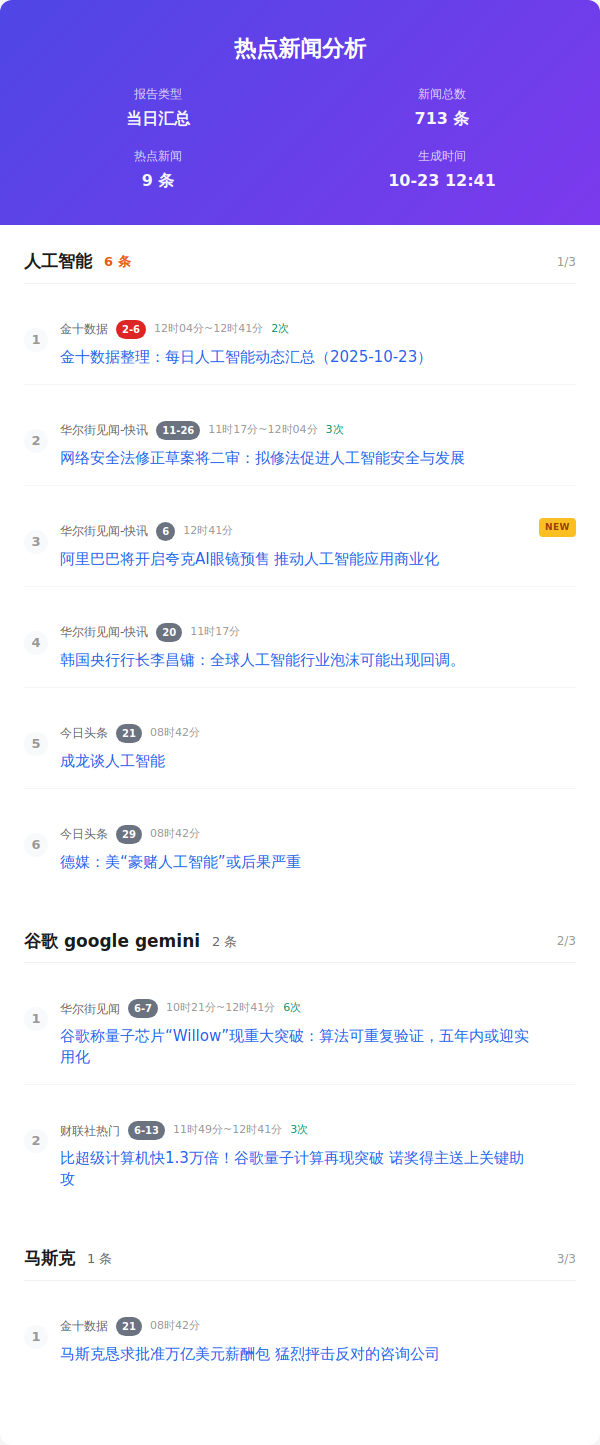 热点新闻分析
报告类型
新闻总数
当日汇总
713 条
热点新闻
生成时间
9 条
10-23 12:41
人工智能 6 条 1/3
1
金十数据 2-6 12时04分~12时41分 2次
金十数据整理：每日人工智能动态汇总（2025-10-23）
2
华尔街见闻-快讯 11-26 11时17分~12时04分 3次
网络安全法修正草案将二审：拟修法促进人工智能安全与发展
3
华尔街见闻-快讯 6 12时41分 NEW
阿里巴巴将开启夸克AI眼镜预售 推动人工智能应用商业化
4
华尔街见闻-快讯 20 11时17分
韩国央行行长李昌镛：全球人工智能行业泡沫可能出现回调。
5
今日头条 21 08时42分
成龙谈人工智能
6
今日头条 29 08时42分
德媒：美“豪赌人工智能”或后果严重
谷歌 google gemini 2 条 2/3
1
华尔街见闻 6-7 10时21分~12时41分 6次
谷歌称量子芯片“Willow”现重大突破：算法可重复验证，五年内或迎实
用化
2
财联社热门 6-13 11时49分~12时41分 3次
比超级计算机快1.3万倍！谷歌量子计算再现突破 诺奖得主送上关键助
攻
马斯克 1 条 3/3
1
金十数据 21 08时42分
马斯克恳求批准万亿美元薪酬包 猛烈抨击反对的咨询公司